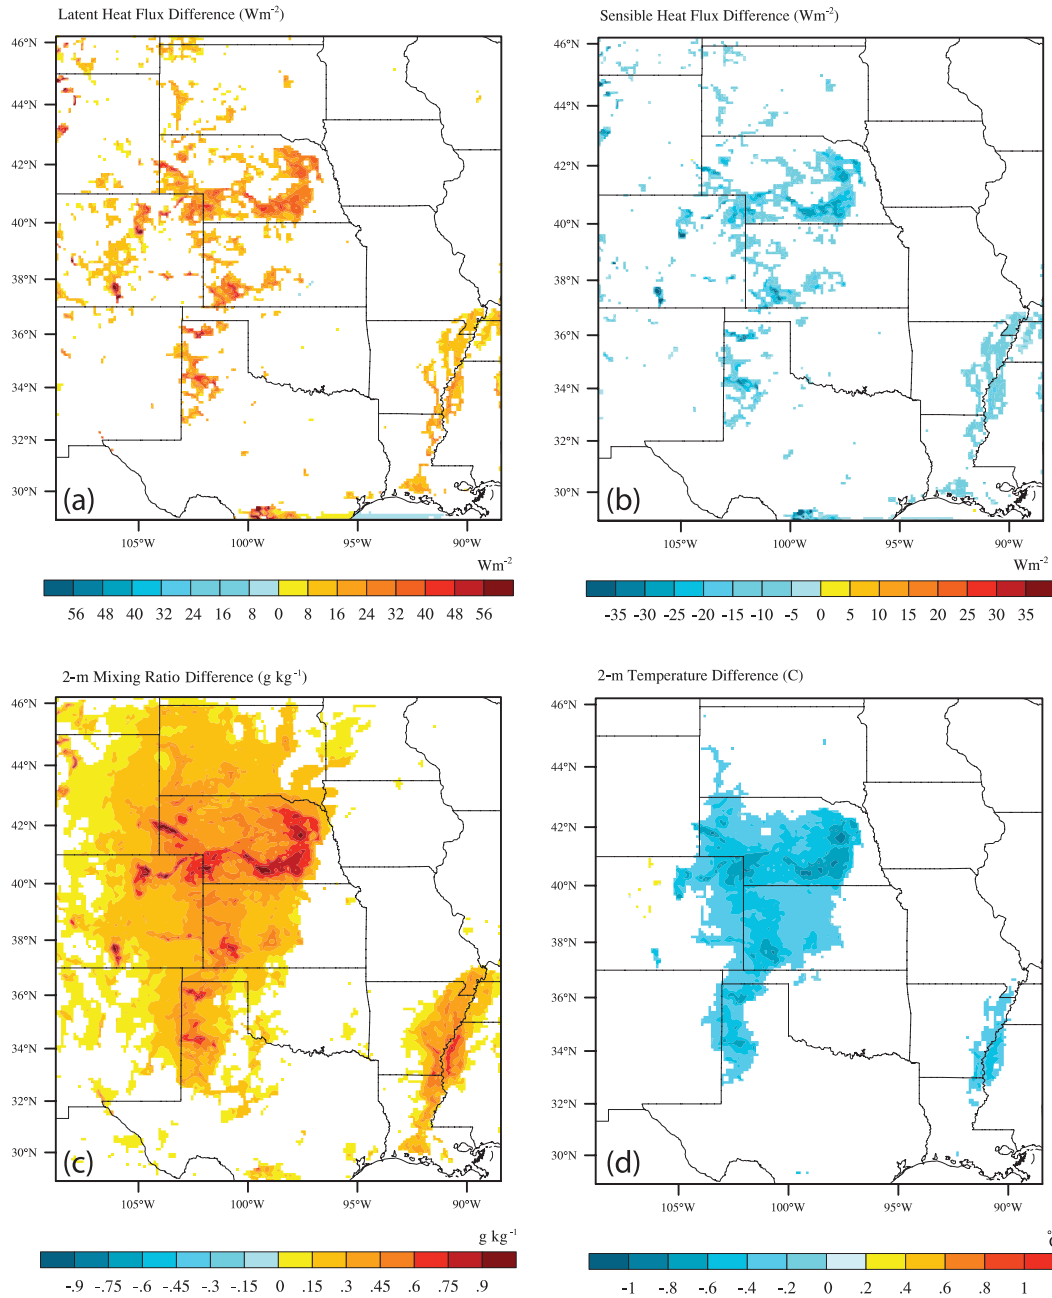 Latent Heat Flux Difference (Wm-2)
Sensible Heat Flux Difference (Wm-2)
46°N
44°N
42°N
40°N
38°N
36°N
34°N
32°N
30°N
(a)
105°W 100°W 95°W 90°W
Wm-2
56 48 40 32 24 16 8 0 8 16 24 32 40 48 56
46°N
44°N
42°N
40°N
38°N
36°N
34°N
32°N
30°N
(b)
105°W 100°W 95°W 90°W
Wm-2
-35 -30 -25 -20 -15 -10 -5 0 5 10 15 20 25 30 35
2-m Mixing Ratio Difference (g kg-1)
2-m Temperature Difference (C)
46°N
44°N
42°N
40°N
38°N
36°N
34°N
32°N
30°N
(c)
105°W 100°W 95°W 90°W
g kg-1
-.9 -.75 -.6 -.45 -.3 -.15 0 .15 .3 .45 .6 .75 .9
46°N
44°N
42°N
40°N
38°N
36°N
34°N
32°N
30°N
(d)
105°W 100°W 95°W 90°W
-1 -.8 -.6 -.4 -.2 0 .2 .4 .6 .8 1